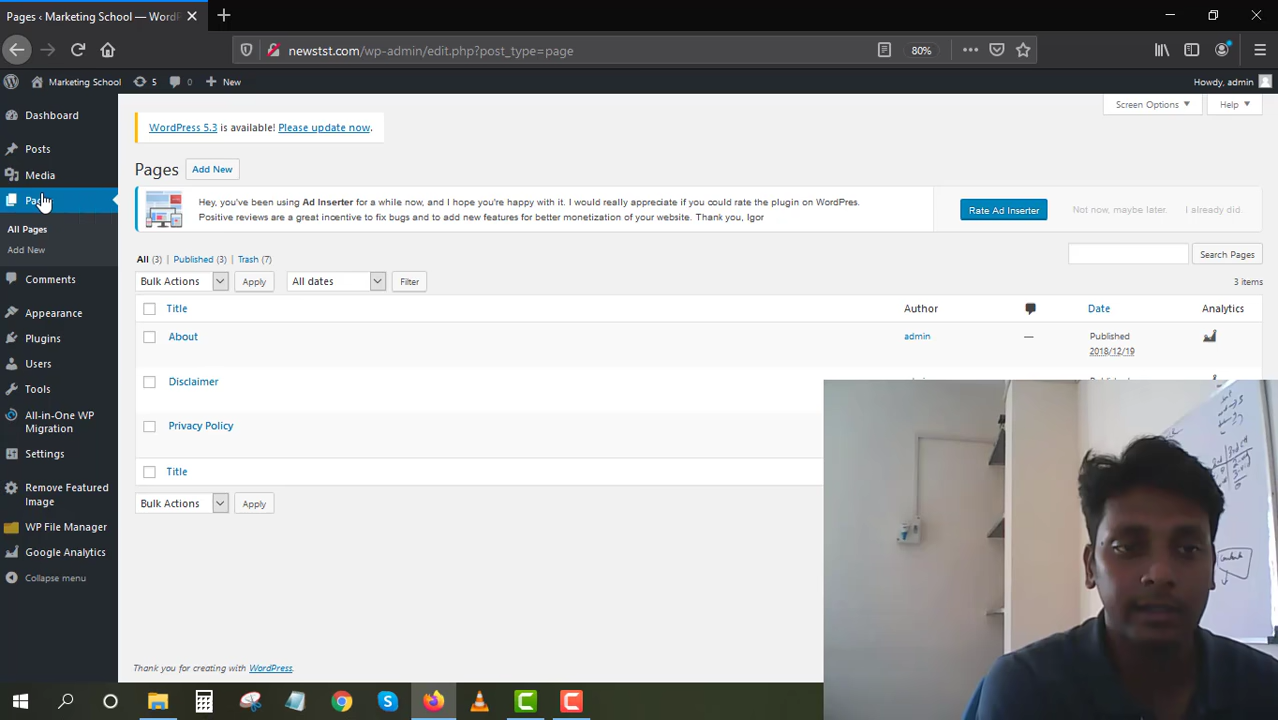 Pages ‹ Marketing School — WordP
newstst.com/wp-admin/edit.php?post_type=page
80%
Marketing School
5
0
New
Howdy, admin
Dashboard
Posts
Media
Pag
All Pages
Add New
Comments
Appearance
Plugins
Users
Tools
All-in-One WP
Migration
Settings
Remove Featured
Image
WP File Manager
Google Analytics
Collapse menu
Screen Options
Help
WordPress 5.3 is available! Please update now.
Pages
Add New
Hey, you've been using Ad Inserter for a while now, and I hope you're happy with it. I would really appreciate if you could rate the plugin on WordPres.
Positive reviews are a great incentive to fix bugs and to add new features for better monetization of your website. Thank you, Igor
Rate Ad Inserter
Not now, maybe later.
I already did.
All (3) | Published (3) | Trash (7)
Search Pages
Bulk Actions
Apply
All dates
Filter
3 items
Title
Author
Date
Analytics
About
admin
—
Published
2018/12/19
Disclaimer
Privacy Policy
Title
Bulk Actions
Apply
Thank you for creating with WordPress.